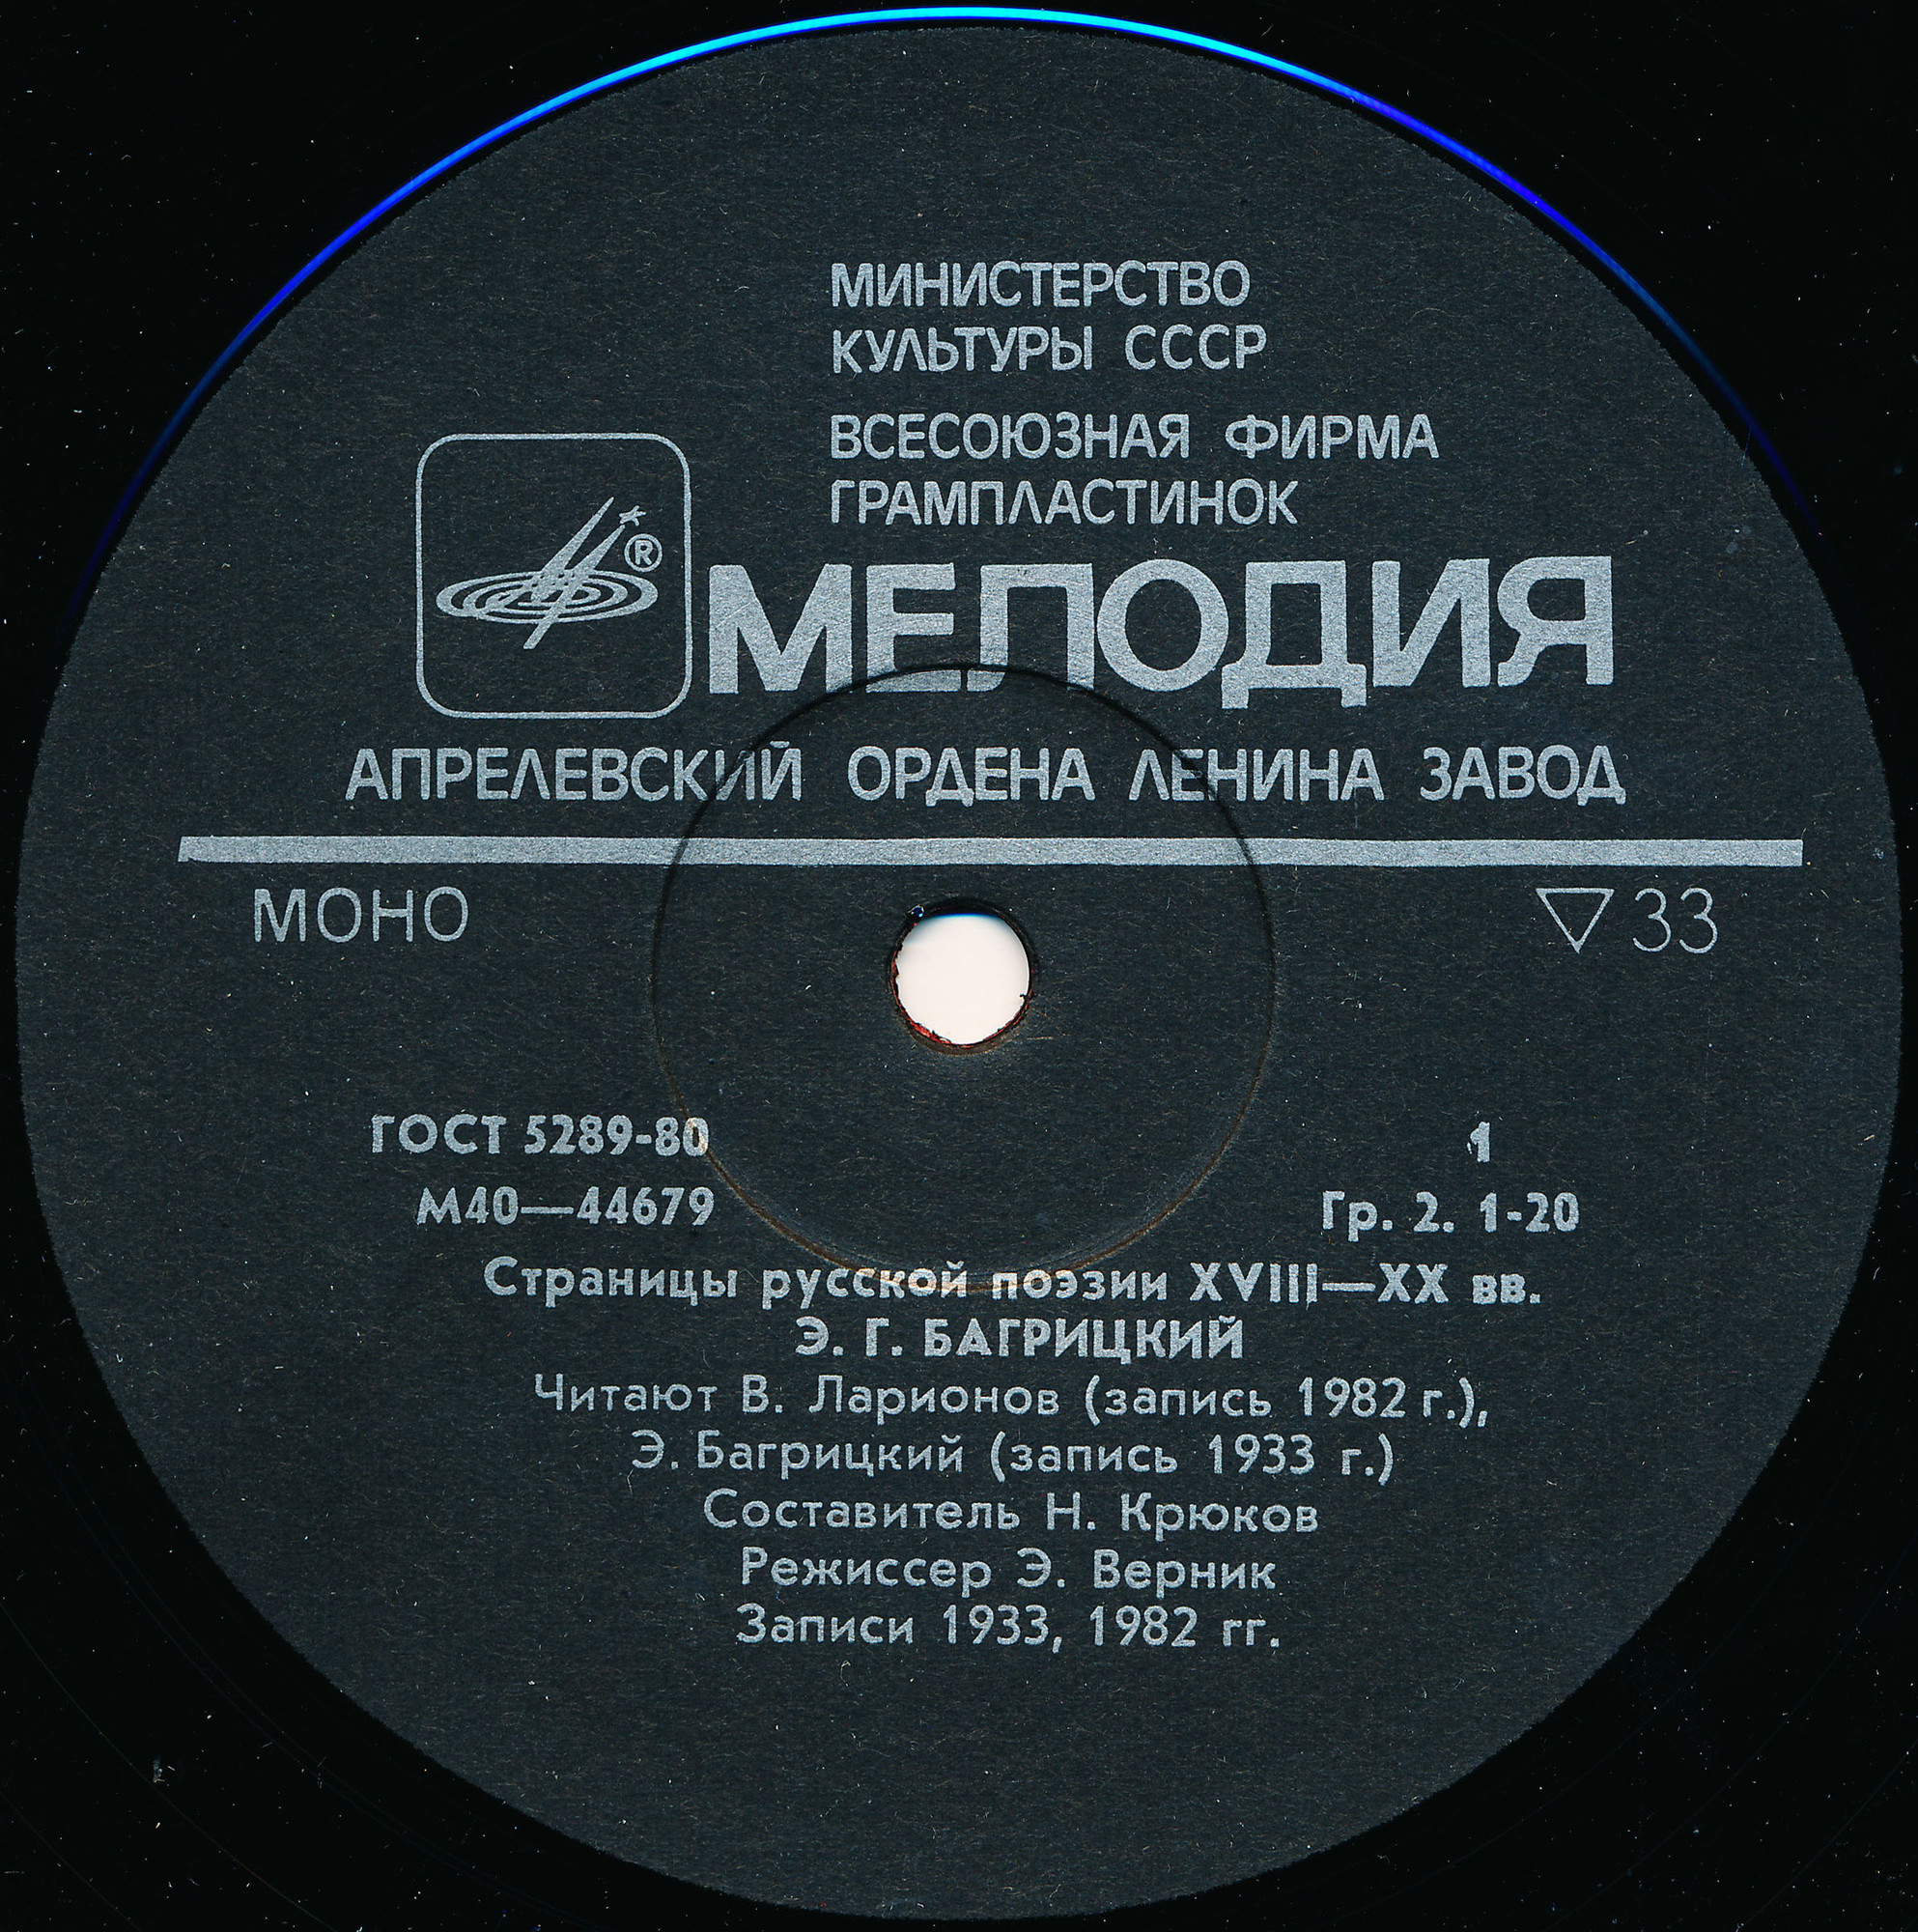 МИНИСТЕРСТВО
КУЛЬТУРЫ СССР
ВСЕСОЮЗНАЯ ФИРМА
ГРАМПЛАСТИНОК
®
МЕЛОДИЯ
АПРЕЛЕВСКИЙ ОРДЕНА ЛЕНИНА ЗАВОД
МОНО ▽33
ГОСТ 5289-80 1
М40—44679 Гр. 2. 1-20
Страницы русской поэзии XVIII—XX вв.
Э. Г. БАГРИЦКИЙ
Читают В. Ларионов (запись 1982 г.),
Э. Багрицкий (запись 1933 г.)
Составитель Н. Крюков
Режиссер Э. Верник
Записи 1933, 1982 гг.